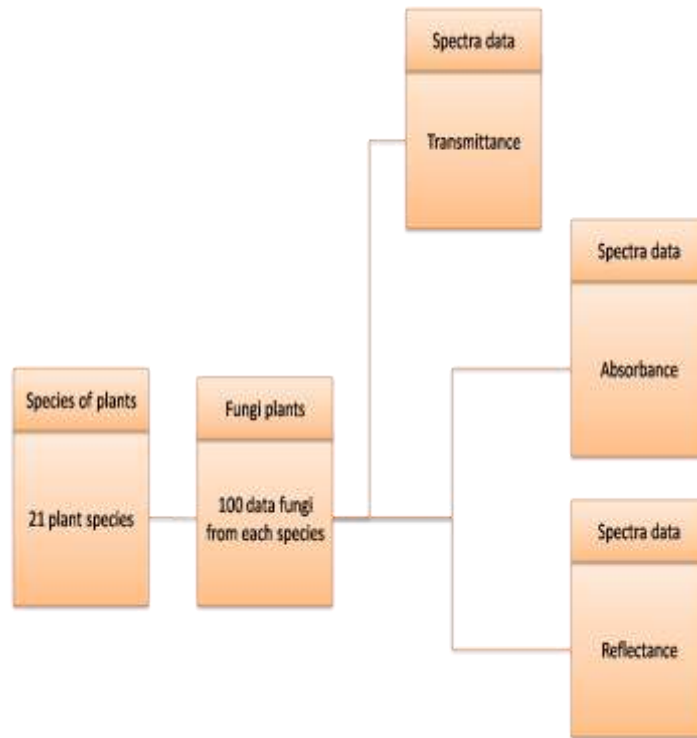 Spectra data
Transmittance
Spectra data
Absorbance
Species of plants
21 plant species
Fungi plants
100 data fungi
from each species
Spectra data
Reflectance